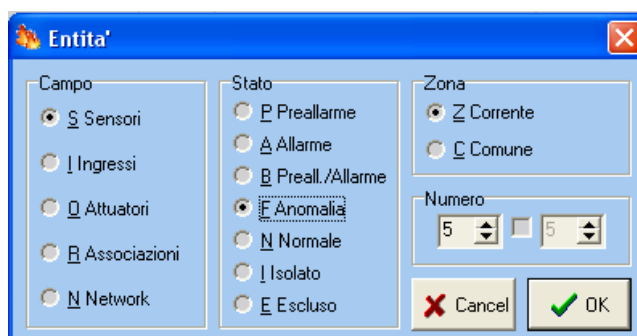 Entita'
Campo
S Sensori
I Ingressi
O Attuatori
R Associazioni
N Network
Stato
P Preallarme
A Allarme
B Preall./Allarme
F Anomalia
N Normale
I Isolato
E Escluso
Zona
Z Corrente
C Comune
Numero
5 5
Cancel OK